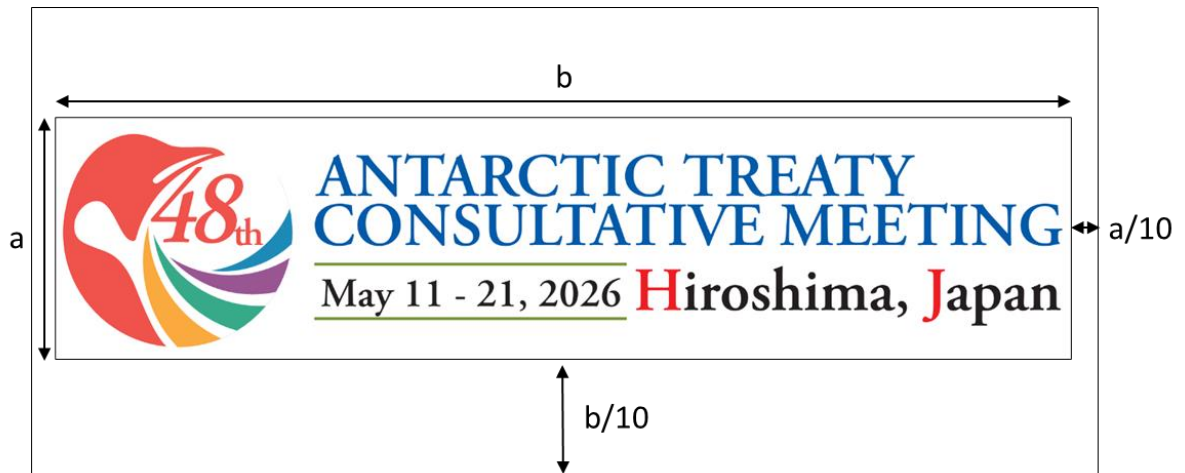 b
a
48th
ANTARCTIC TREATY
CONSULTATIVE MEETING
a/10
May 11 - 21, 2026 Hiroshima, Japan
b/10